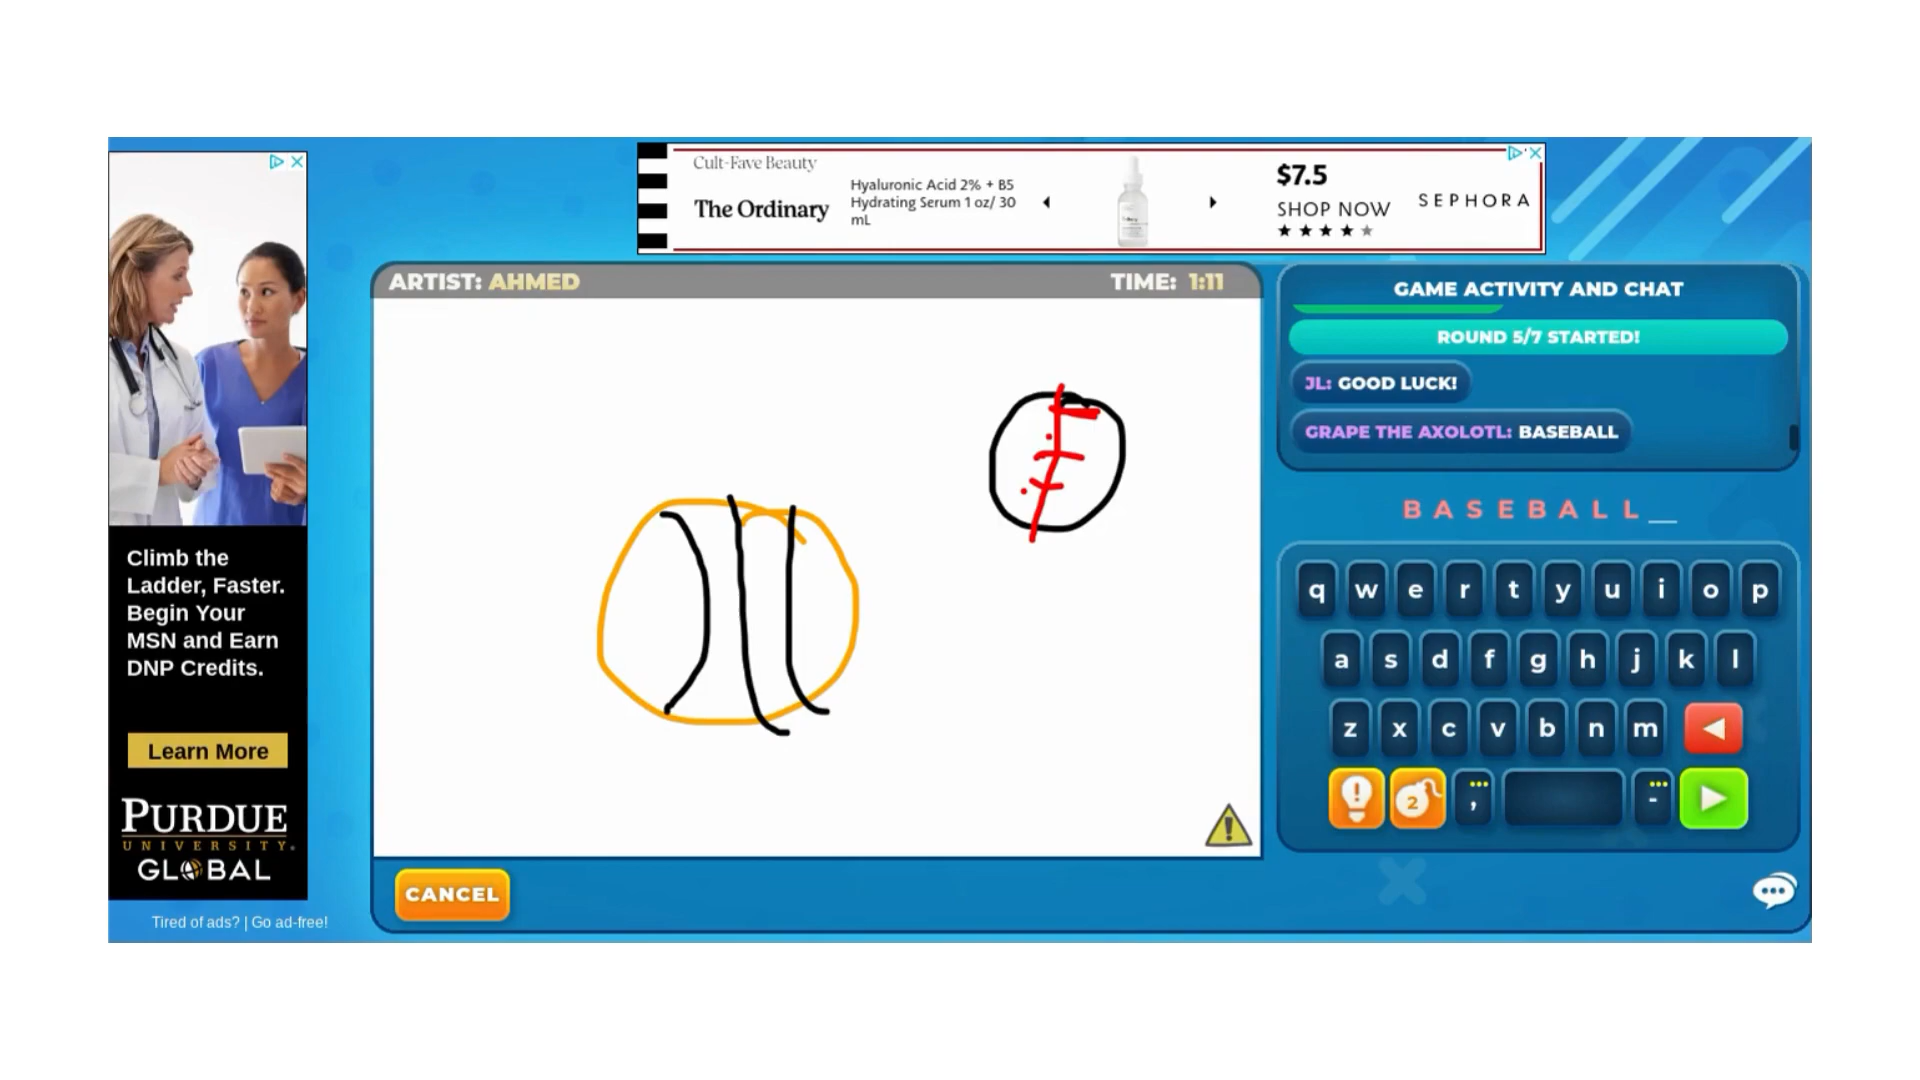 Cult-Fave Beauty
The Ordinary
Hyaluronic Acid 2% + B5
Hydrating Serum 1 oz/ 30
mL
$7.5
SHOP NOW
SEPHORA
ARTIST: AHMED
TIME: 1:11
GAME ACTIVITY AND CHAT
ROUND 5/7 STARTED!
JL: GOOD LUCK!
GRAPE THE AXOLOTL: BASEBALL
BASEBALL_
q w e r t y u i o p
a s d f g h j k l
z x c v b n m
2 , -
CANCEL
Climb the
Ladder, Faster.
Begin Your
MSN and Earn
DNP Credits.
Learn More
PURDUE
UNIVERSITY®
GLOBAL
Tired of ads? | Go ad-free!